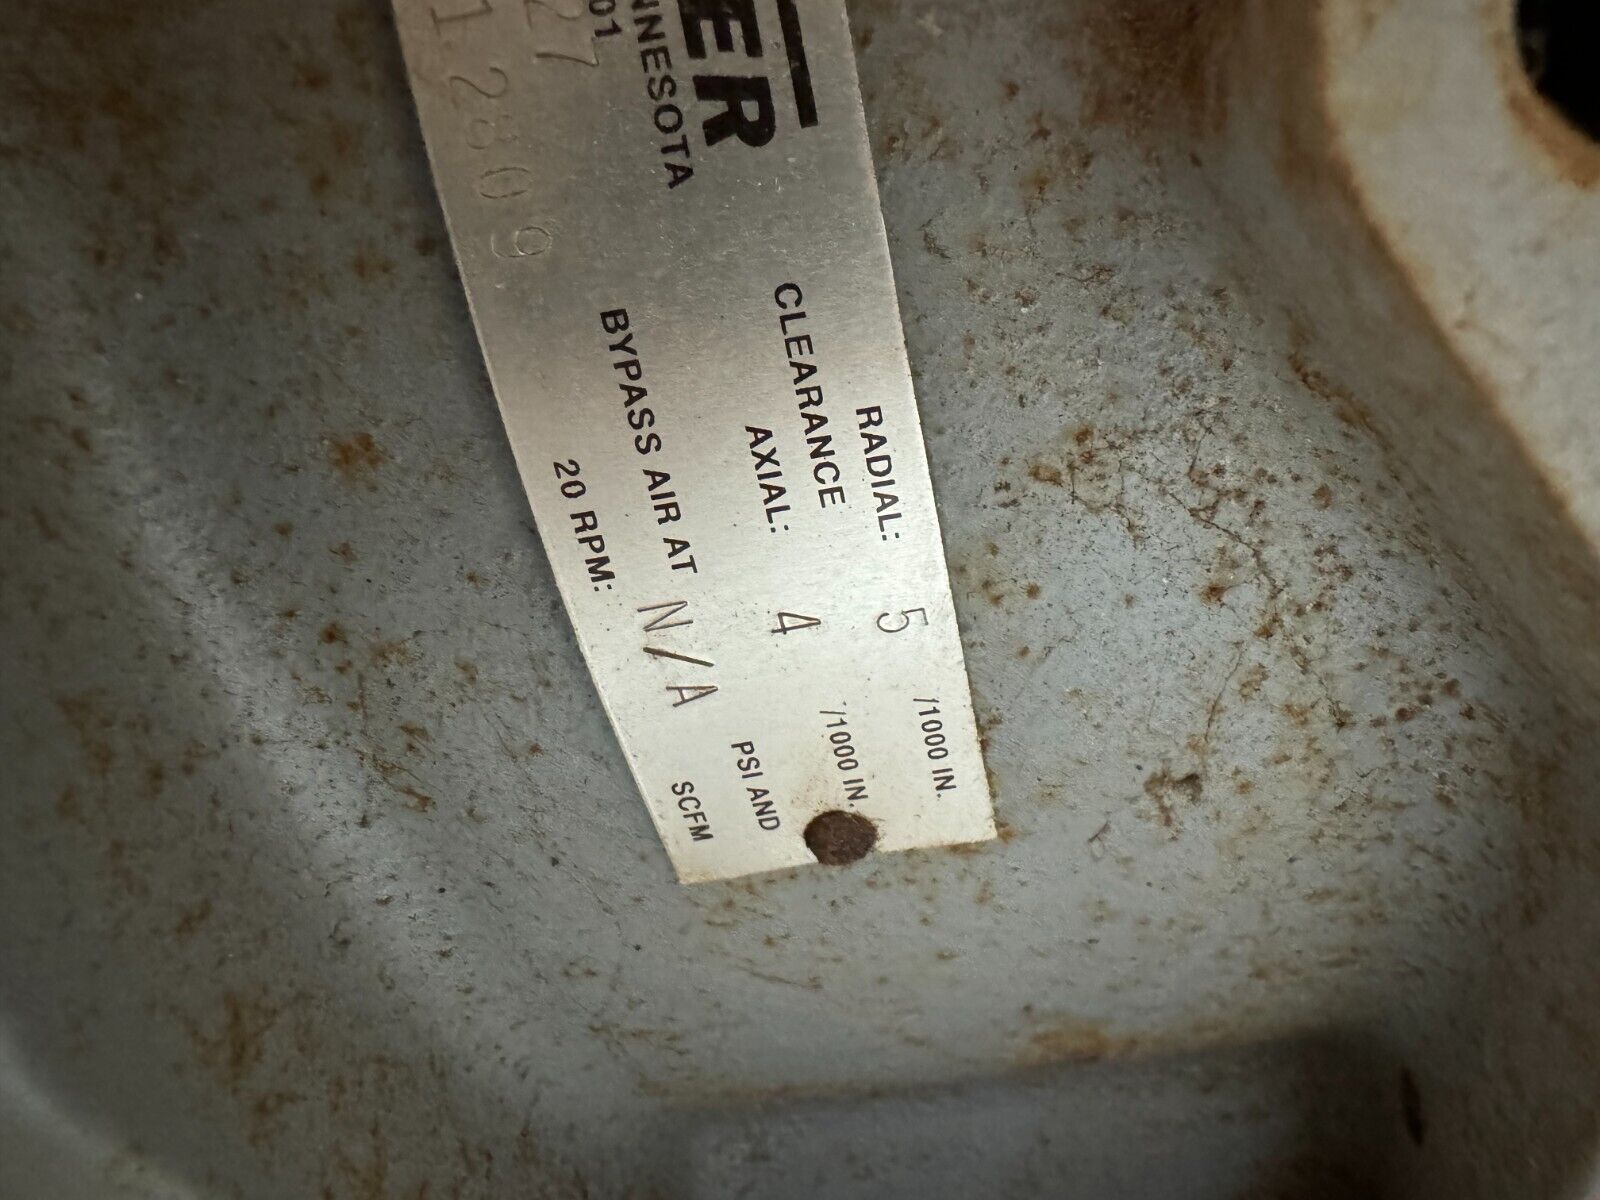 ER
NNESOTA
01
27
12809
RADIAL: 5 /1000 IN.
CLEARANCE
AXIAL: 4 /1000 IN.
BYPASS AIR AT N/A PSI AND
20 RPM: SCFM